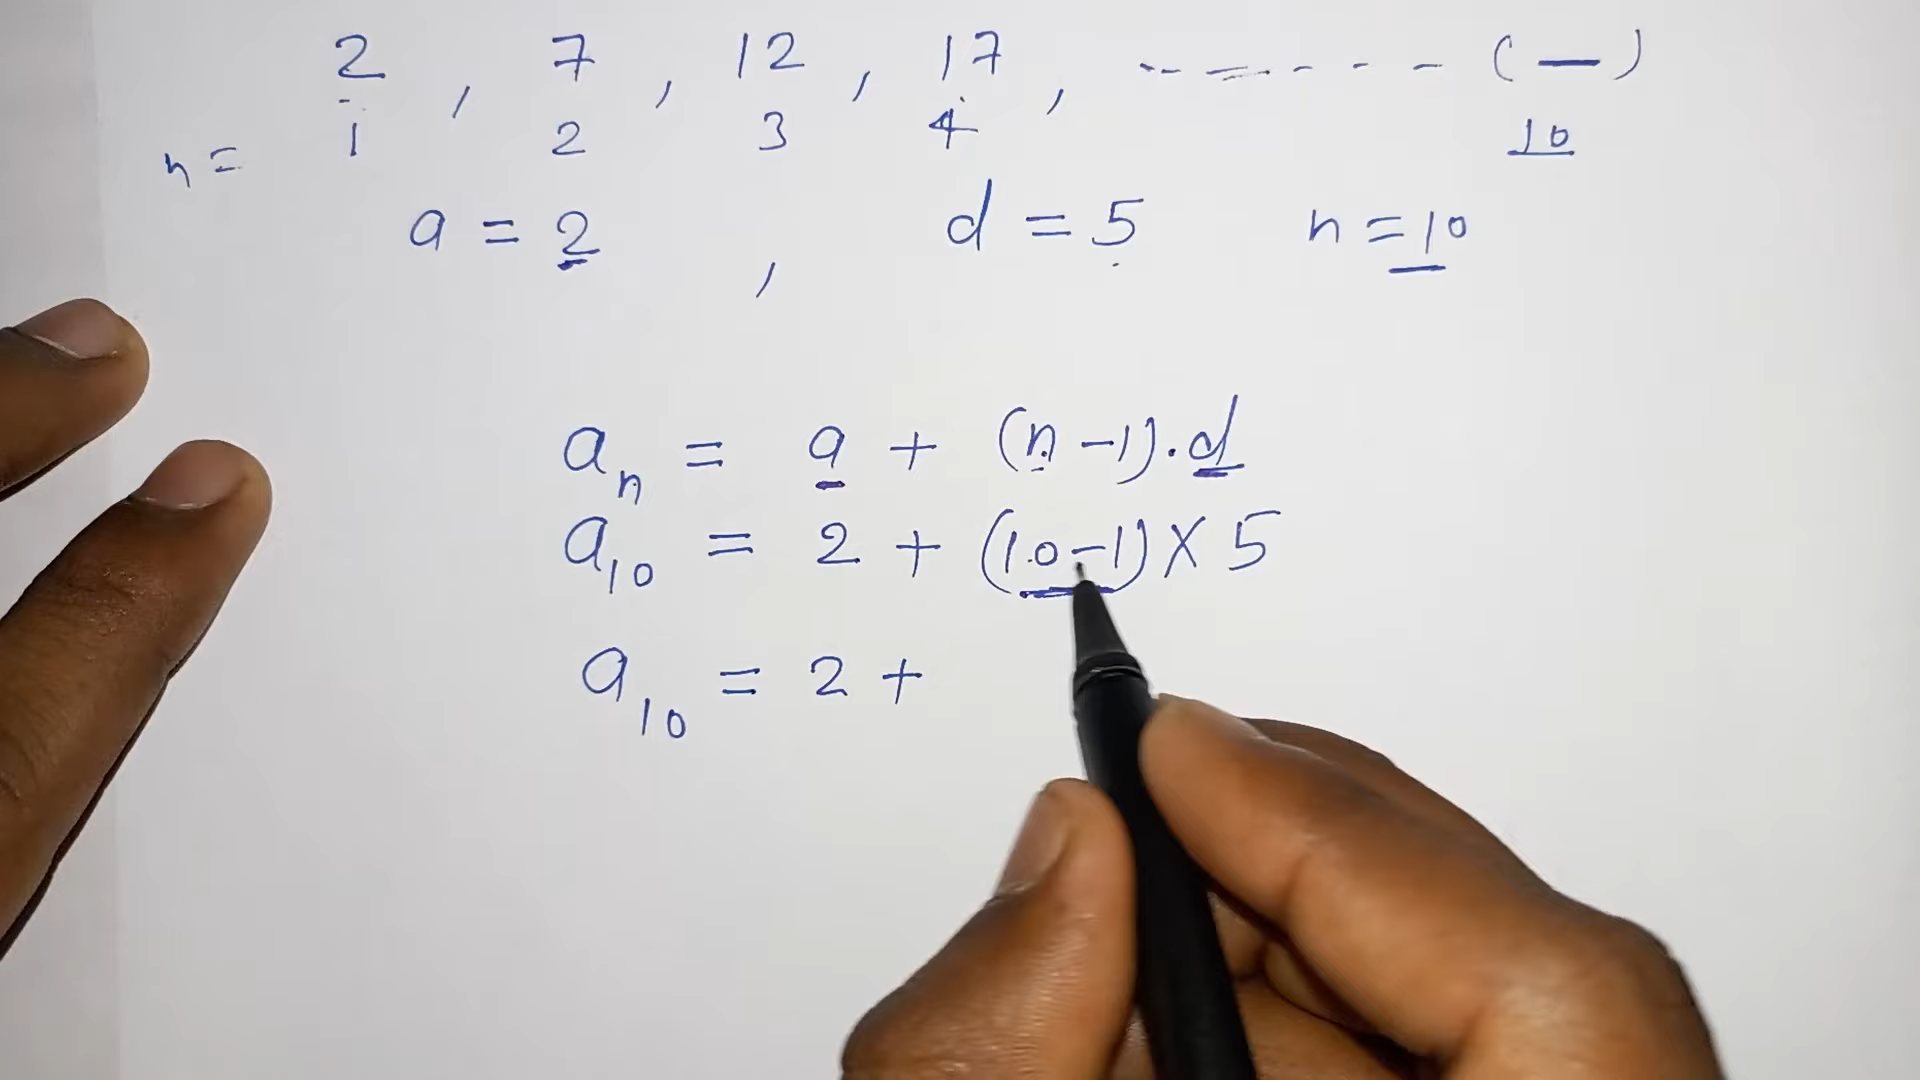 2 , 7 , 12 , 17 , - - - - - - - ( — )
n = 1 2 3 4 10
a = 2 , d = 5 n = 10
aₙ = a + (n - 1) . d
a₁₀ = 2 + (10 - 1) × 5
a₁₀ = 2 +